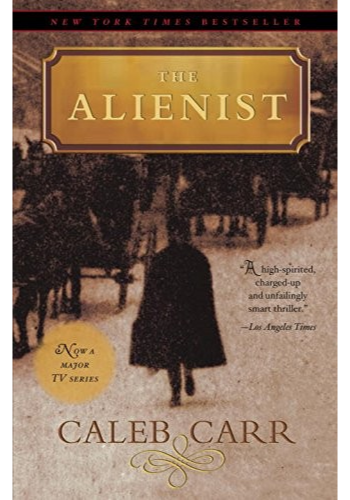 NEW YORK TIMES BESTSELLER
THE
ALIENIST
"A high-spirited,
charged-up
and unfailingly
smart thriller."
—Los Angeles Times
NOW A
MAJOR
TV SERIES
CALEB CARR